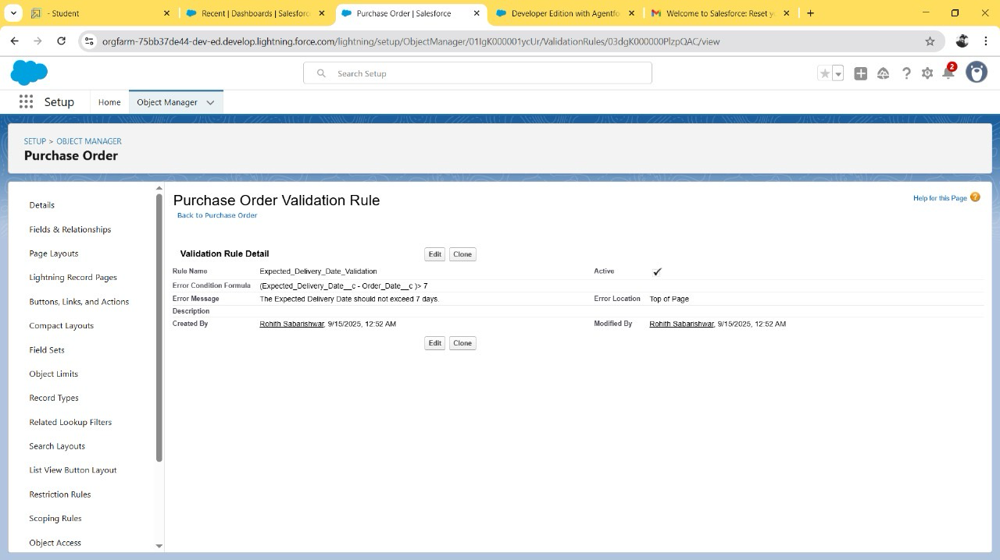 - Student
Recent | Dashboards | Salesforc
Purchase Order | Salesforce
Developer Edition with Agentfo
Welcome to Salesforce: Reset y
orgfarm-75bb37de44-dev-ed.develop.lightning.force.com/lightning/setup/ObjectManager/01IgK000001ycUr/ValidationRules/03dgK000000PlzpQAC/view
Search Setup
2
Setup
Home
Object Manager
SETUP > OBJECT MANAGER
Purchase Order
Details
Fields & Relationships
Page Layouts
Lightning Record Pages
Buttons, Links, and Actions
Compact Layouts
Field Sets
Object Limits
Record Types
Related Lookup Filters
Search Layouts
List View Button Layout
Restriction Rules
Scoping Rules
Object Access
Purchase Order Validation Rule
Back to Purchase Order
Help for this Page ?
Validation Rule Detail
Edit Clone
Rule Name Expected_Delivery_Date_Validation Active
Error Condition Formula (Expected_Delivery_Date__c - Order_Date__c )> 7
Error Message The Expected Delivery Date should not exceed 7 days. Error Location Top of Page
Description
Created By Rohith Sabarishwar, 9/15/2025, 12:52 AM Modified By Rohith Sabarishwar, 9/15/2025, 12:52 AM
Edit Clone